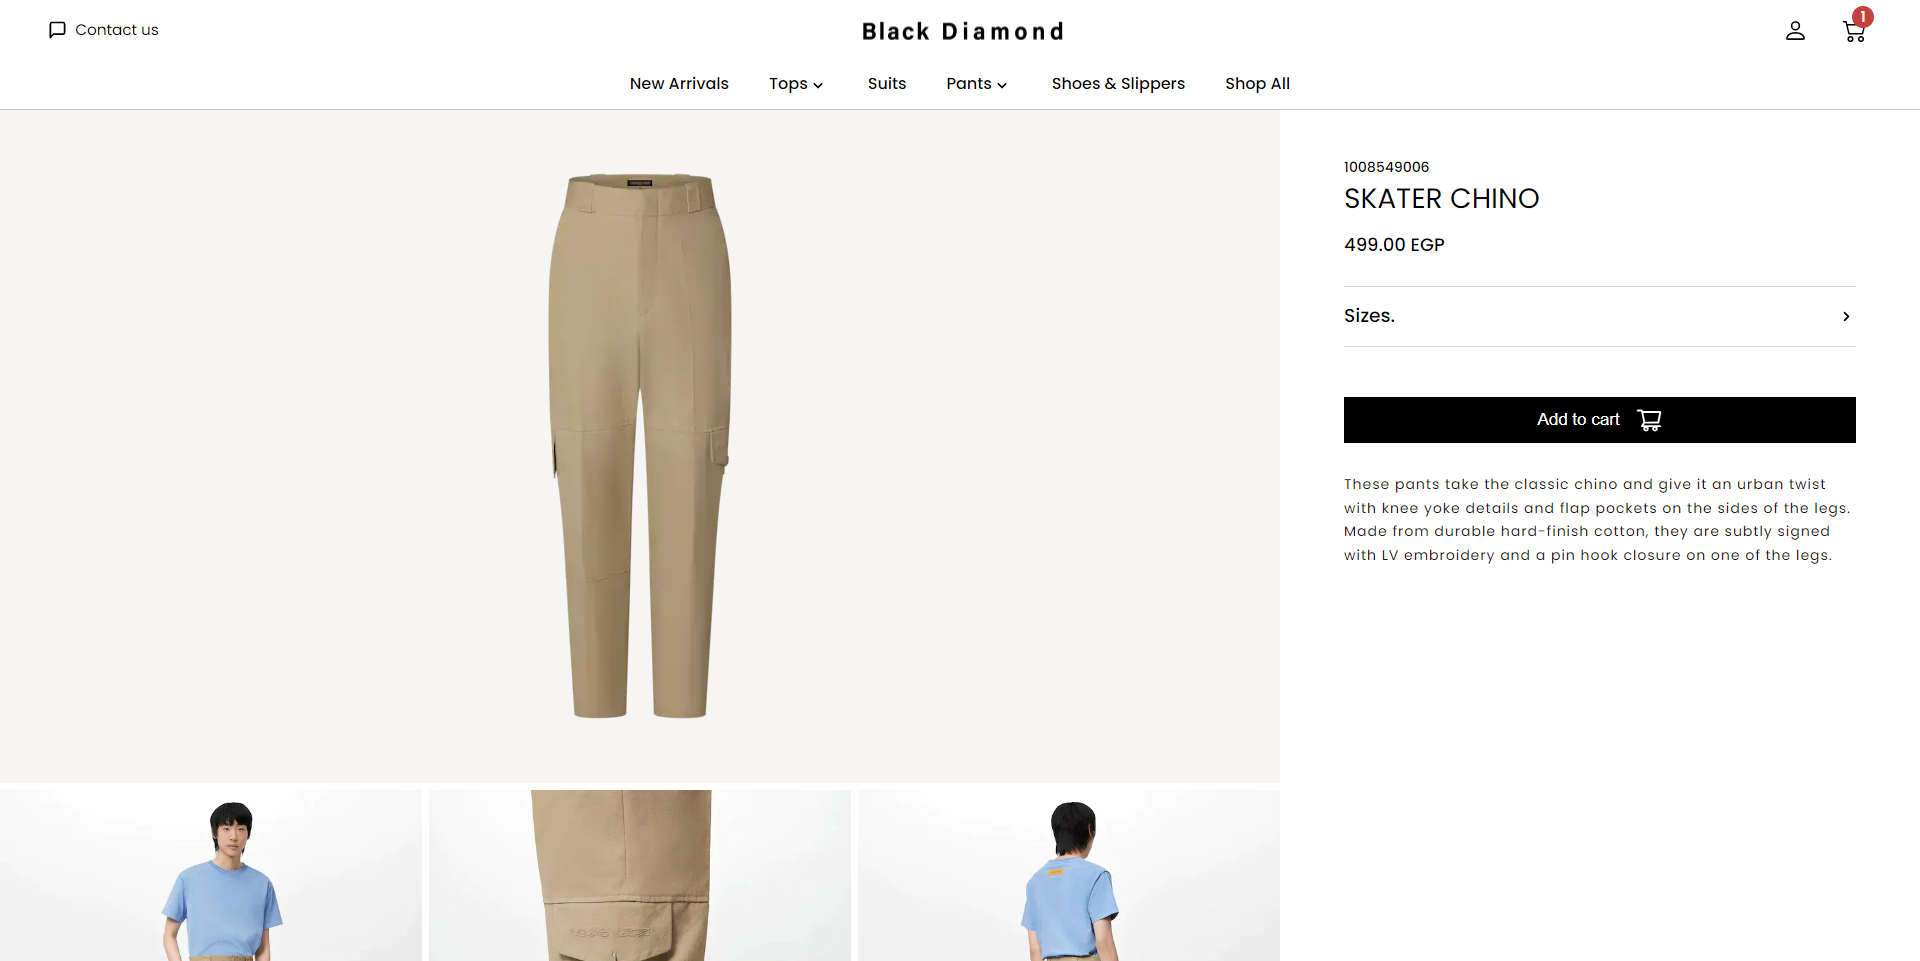 Contact us
Black Diamond
1
New Arrivals Tops Suits Pants Shoes & Slippers Shop All
1008549006
SKATER CHINO
499.00 EGP
Sizes.
Add to cart
These pants take the classic chino and give it an urban twist
with knee yoke details and flap pockets on the sides of the legs.
Made from durable hard-finish cotton, they are subtly signed
with LV embroidery and a pin hook closure on one of the legs.